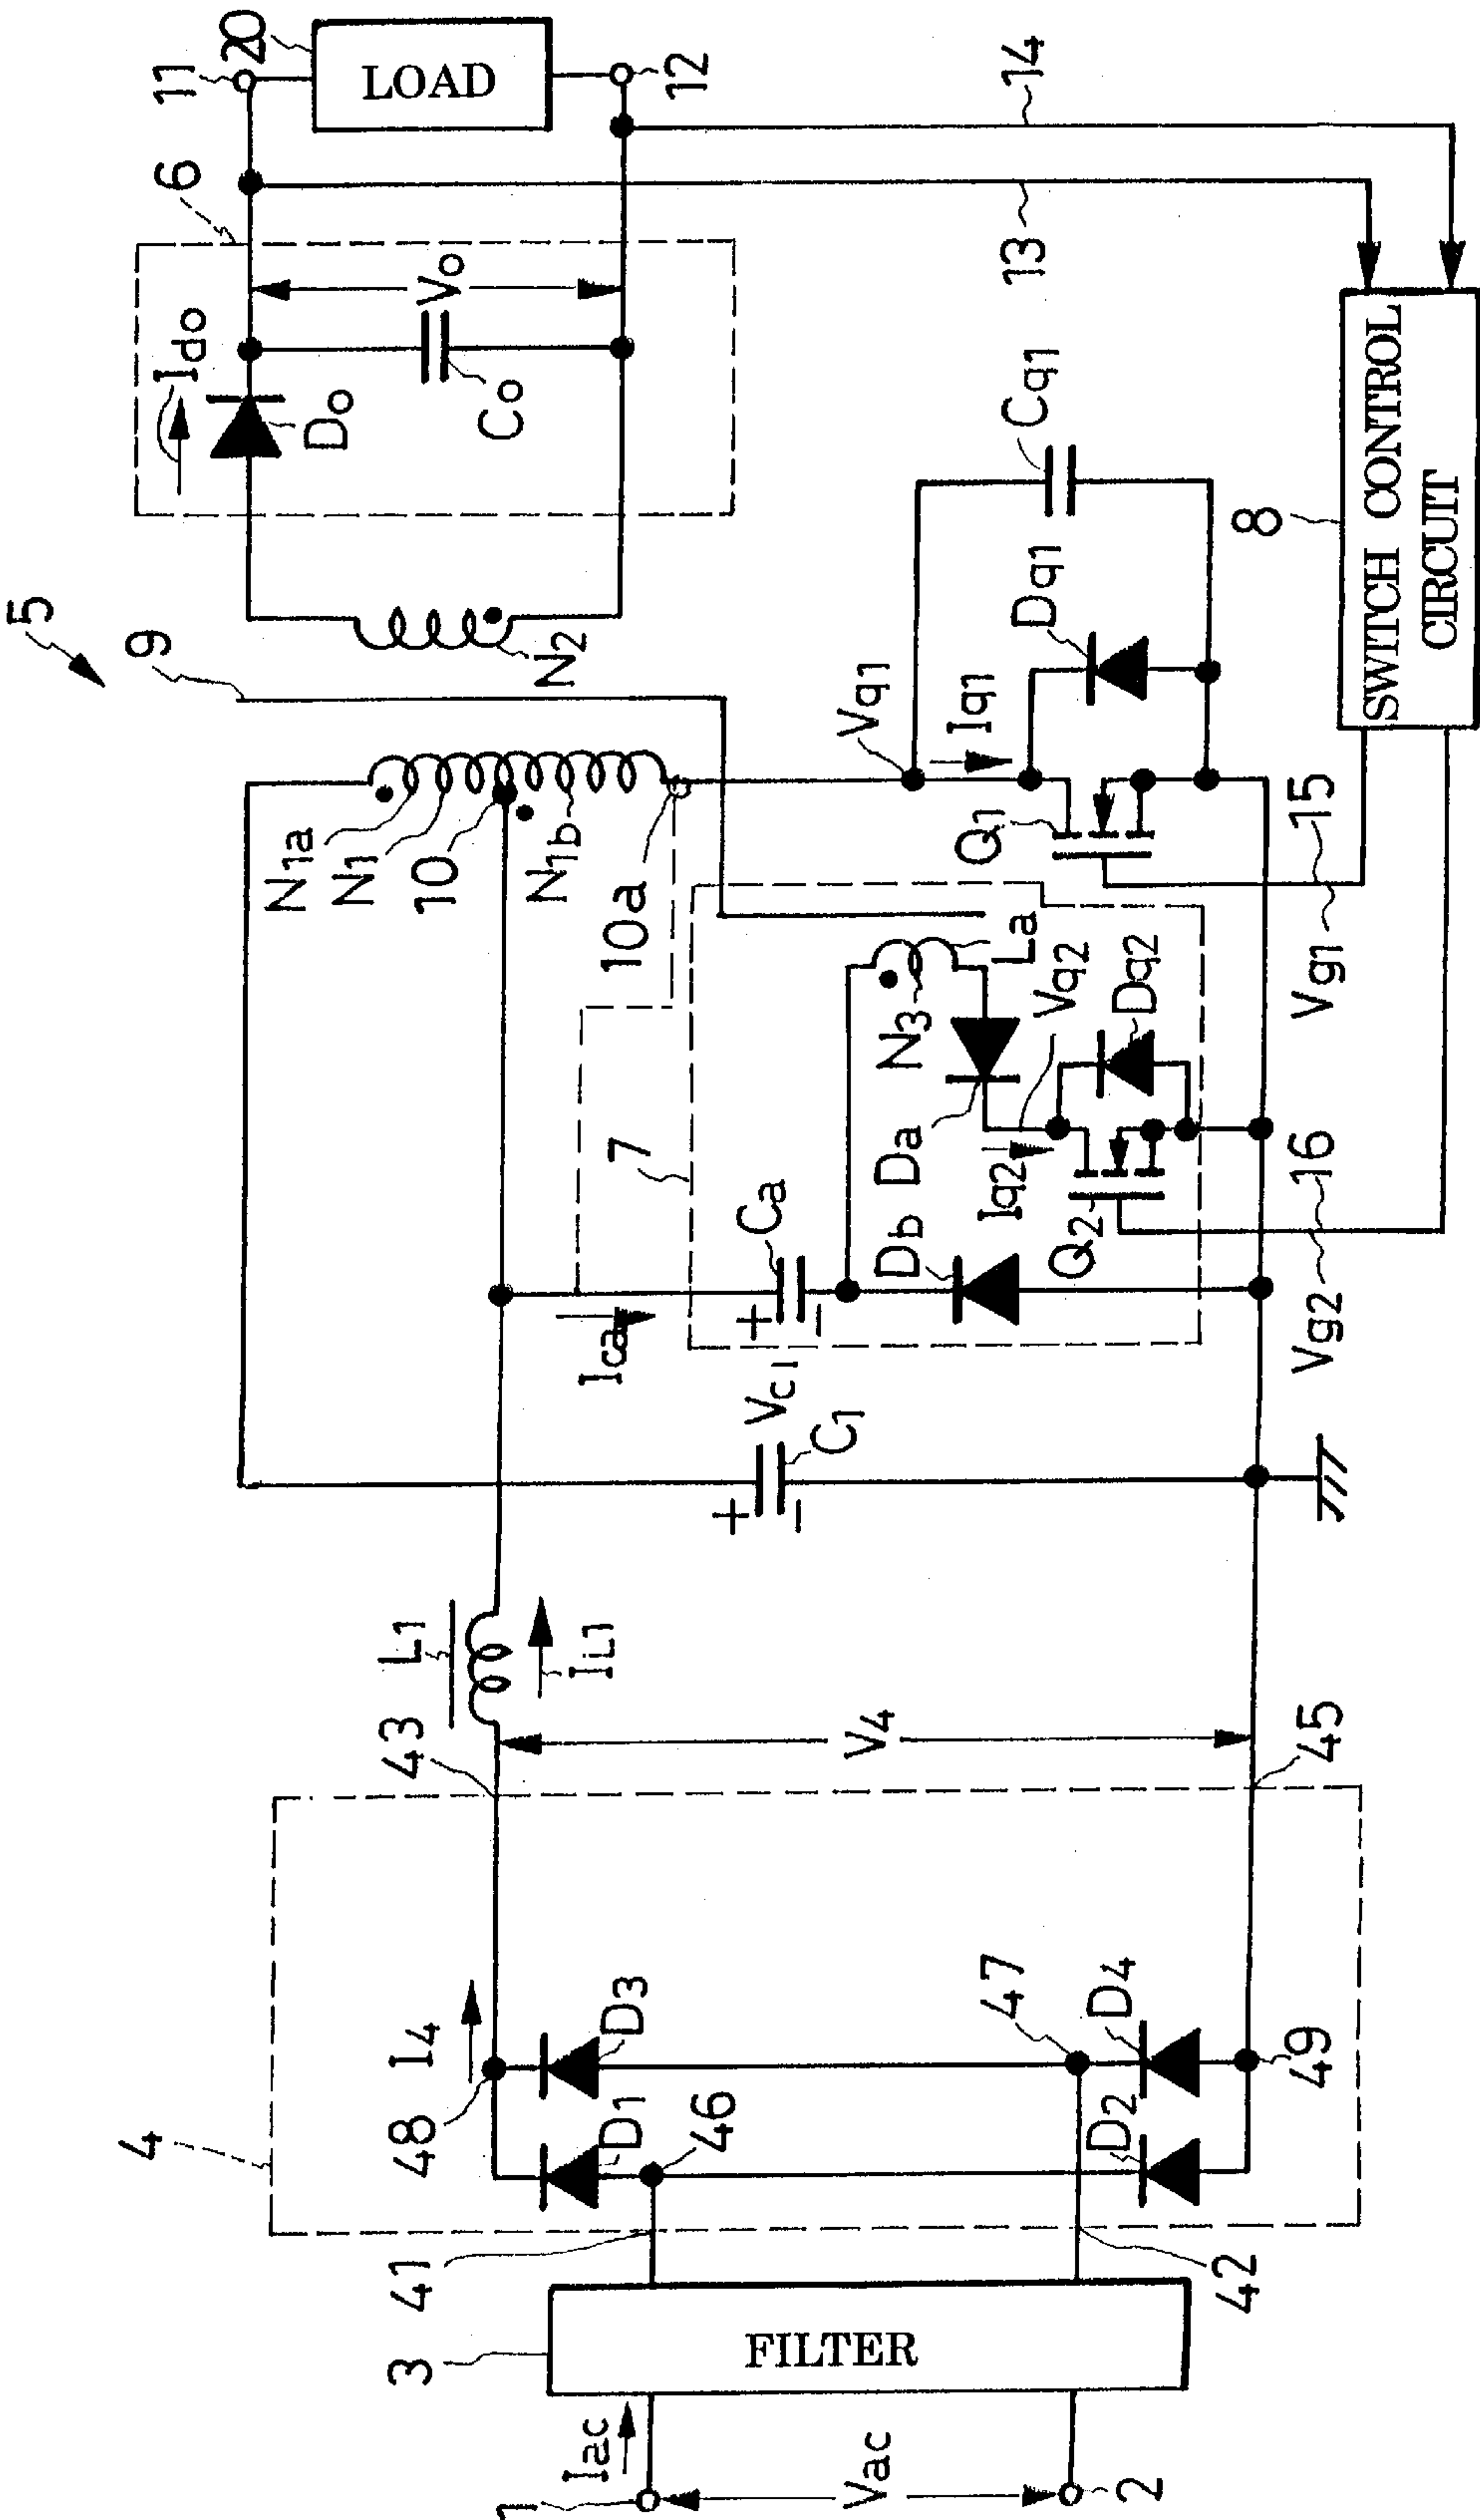 5
11
20
LOAD
12
9
6
Ido
Do
Vo
Co
N2
13
14
N1a
N1
10
N1b
10a
Vq1
Iq1
Q1
Dq1
Cq1
8
SWITCH CONTROL
CIRCUIT
15
Vg1
7
N3
La
Da
Db
Vq2
Iq2
Q2
Dq2
16
Vg2
Ca
Ica
Vc1
C1
+
-
+
-
L1
IL1
43
V4
45
4
48
I4
D3
D1
46
47
D4
D2
49
41
42
3
FILTER
Iac
1
Vac
2